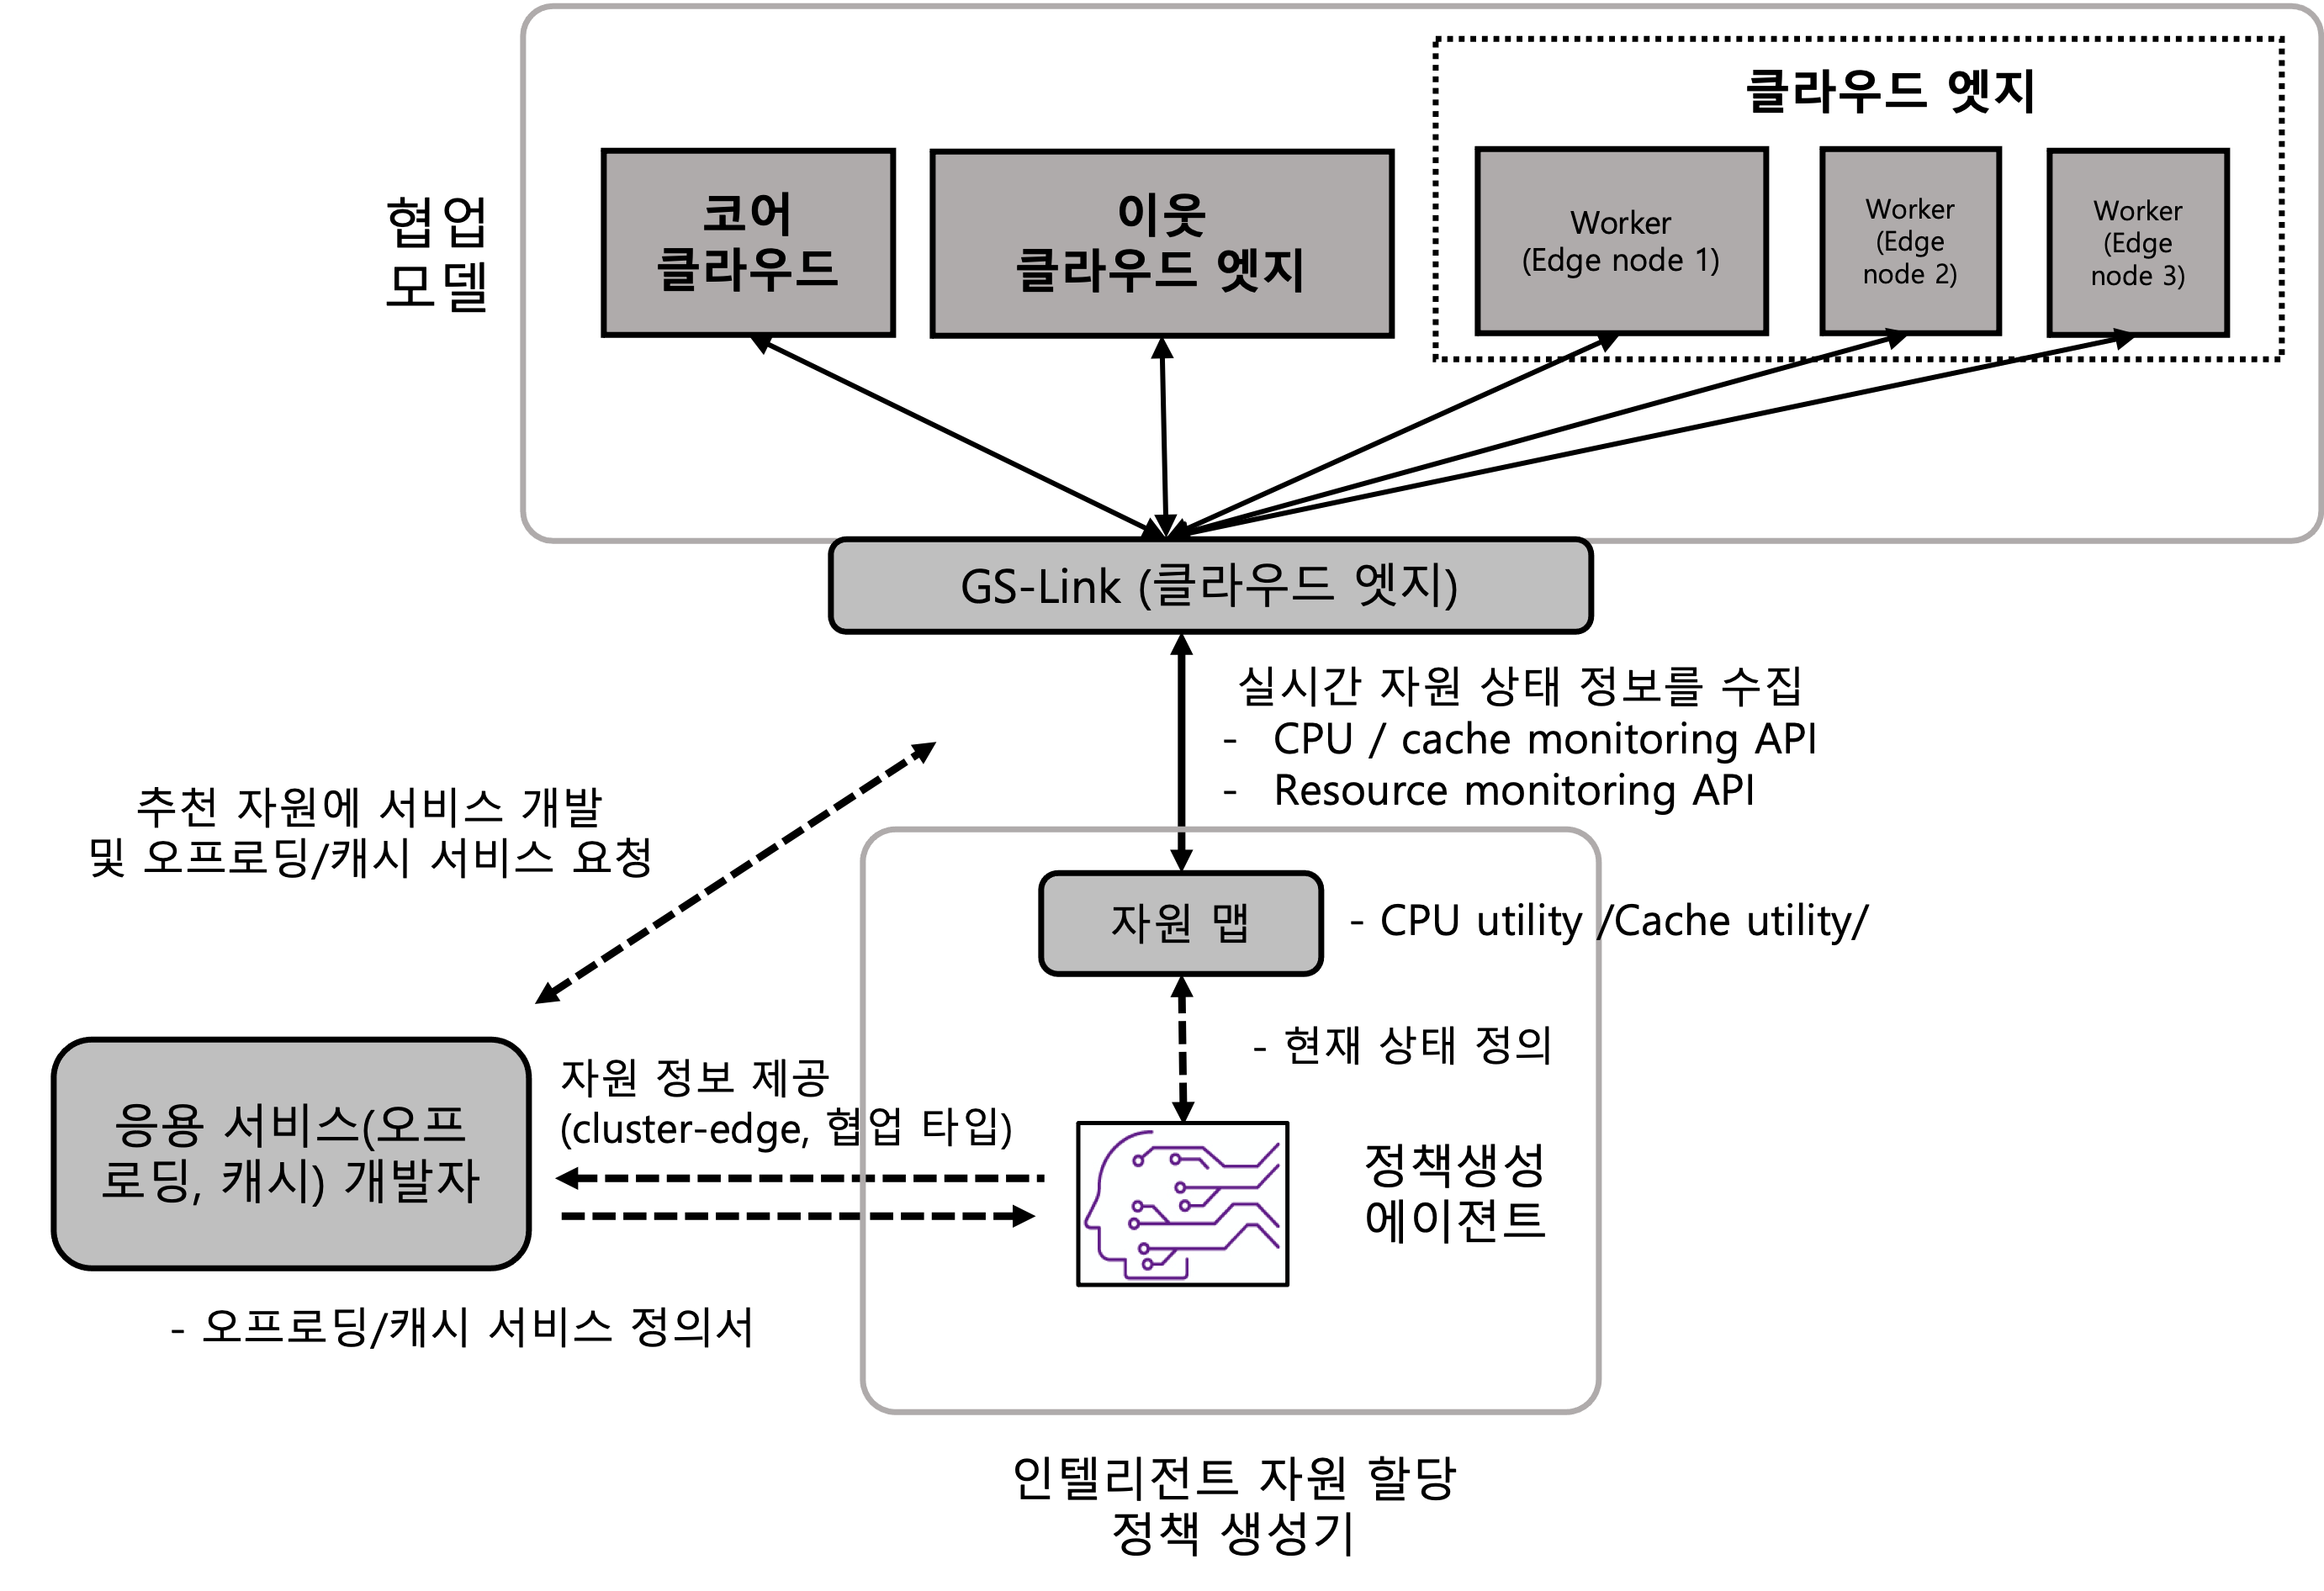 클라우드 엣지
협업
모델
코어
클라우드
이웃
클라우드 엣지
Worker
(Edge node 1)
Worker
(Edge
node 2)
Worker
(Edge
node 3)
GS-Link (클라우드 엣지)
실시간 자원 상태 정보를 수집
- CPU / cache monitoring API
- Resource monitoring API
추천 자원에 서비스 개발
및 오프로딩/캐시 서비스 요청
자원 맵
- CPU utility /Cache utility/
- 현재 상태 정의
응용 서비스(오프
로딩, 캐시) 개발자
자원 정보 제공
(cluster-edge, 협업 타입)
정책생성
에이젼트
- 오프로딩/캐시 서비스 정의서
인텔리전트 자원 할당
정책 생성기